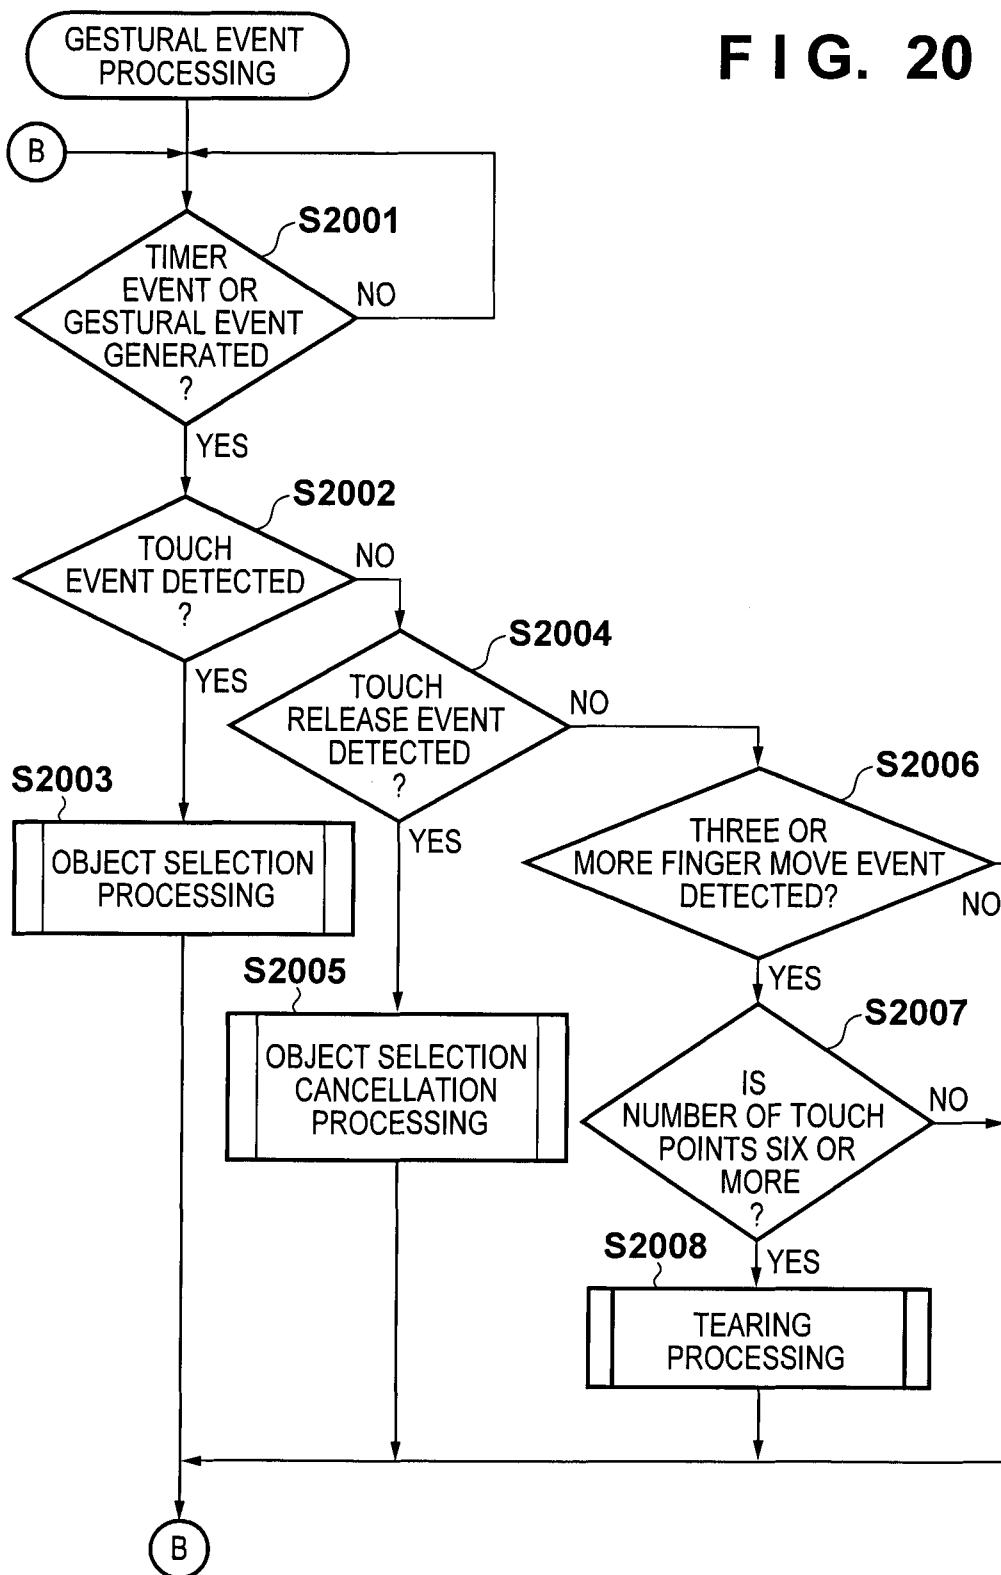 FIG. 20
GESTURAL EVENT
PROCESSING
B
S2001
TIMER
EVENT OR
GESTURAL EVENT
GENERATED
?
NO
YES
S2002
TOUCH
EVENT DETECTED
?
NO
YES
S2004
TOUCH
RELEASE EVENT
DETECTED
?
NO
YES
S2003
OBJECT SELECTION
PROCESSING
S2006
THREE OR
MORE FINGER MOVE EVENT
DETECTED?
NO
YES
S2005
OBJECT SELECTION
CANCELLATION
PROCESSING
S2007
IS
NUMBER OF TOUCH
POINTS SIX OR
MORE
?
NO
YES
S2008
TEARING
PROCESSING
B